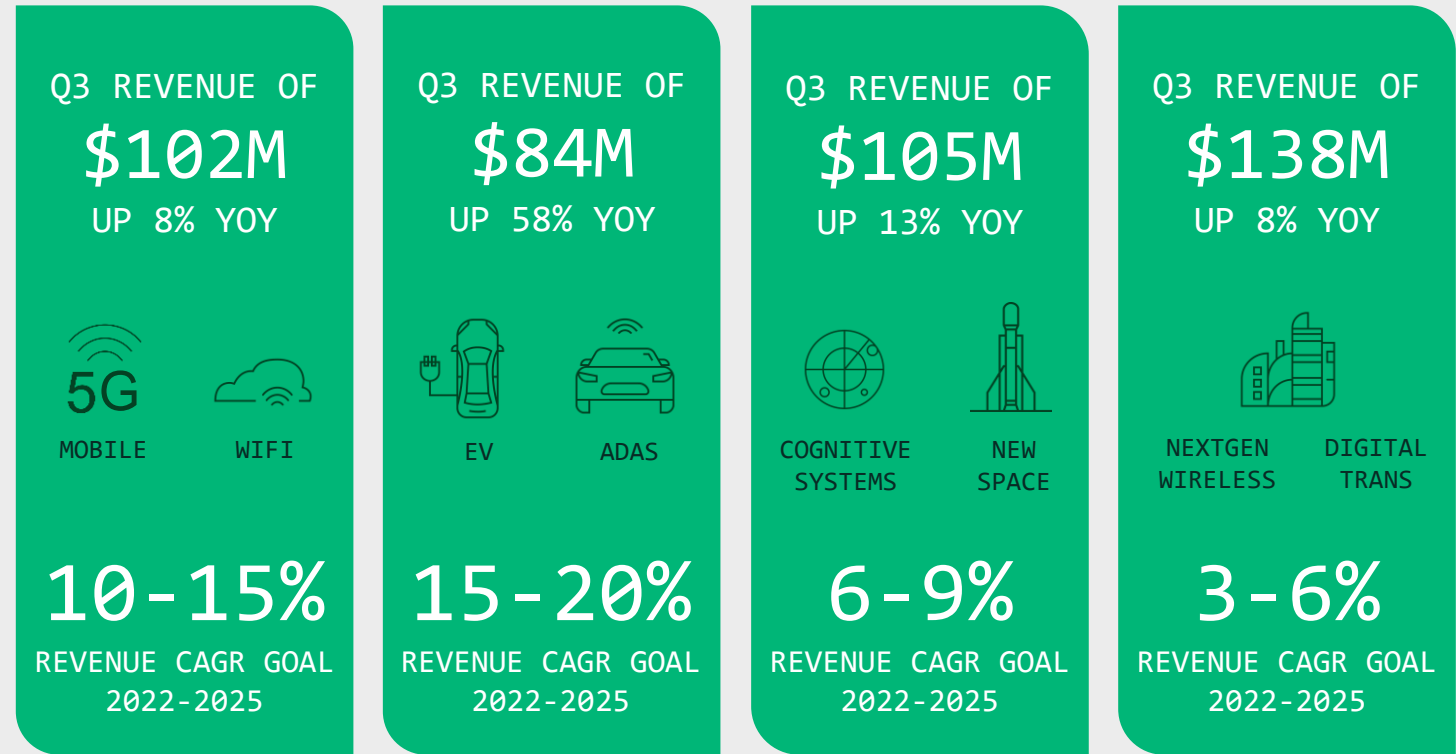 Q3 REVENUE OF
$102M
UP 8% YOY
5G
MOBILE WIFI
10-15%
REVENUE CAGR GOAL
2022-2025
Q3 REVENUE OF
$84M
UP 58% YOY
EV ADAS
15-20%
REVENUE CAGR GOAL
2022-2025
Q3 REVENUE OF
$105M
UP 13% YOY
COGNITIVE
SYSTEMS
NEW
SPACE
6-9%
REVENUE CAGR GOAL
2022-2025
Q3 REVENUE OF
$138M
UP 8% YOY
NEXTGEN
WIRELESS
DIGITAL
TRANS
3-6%
REVENUE CAGR GOAL
2022-2025